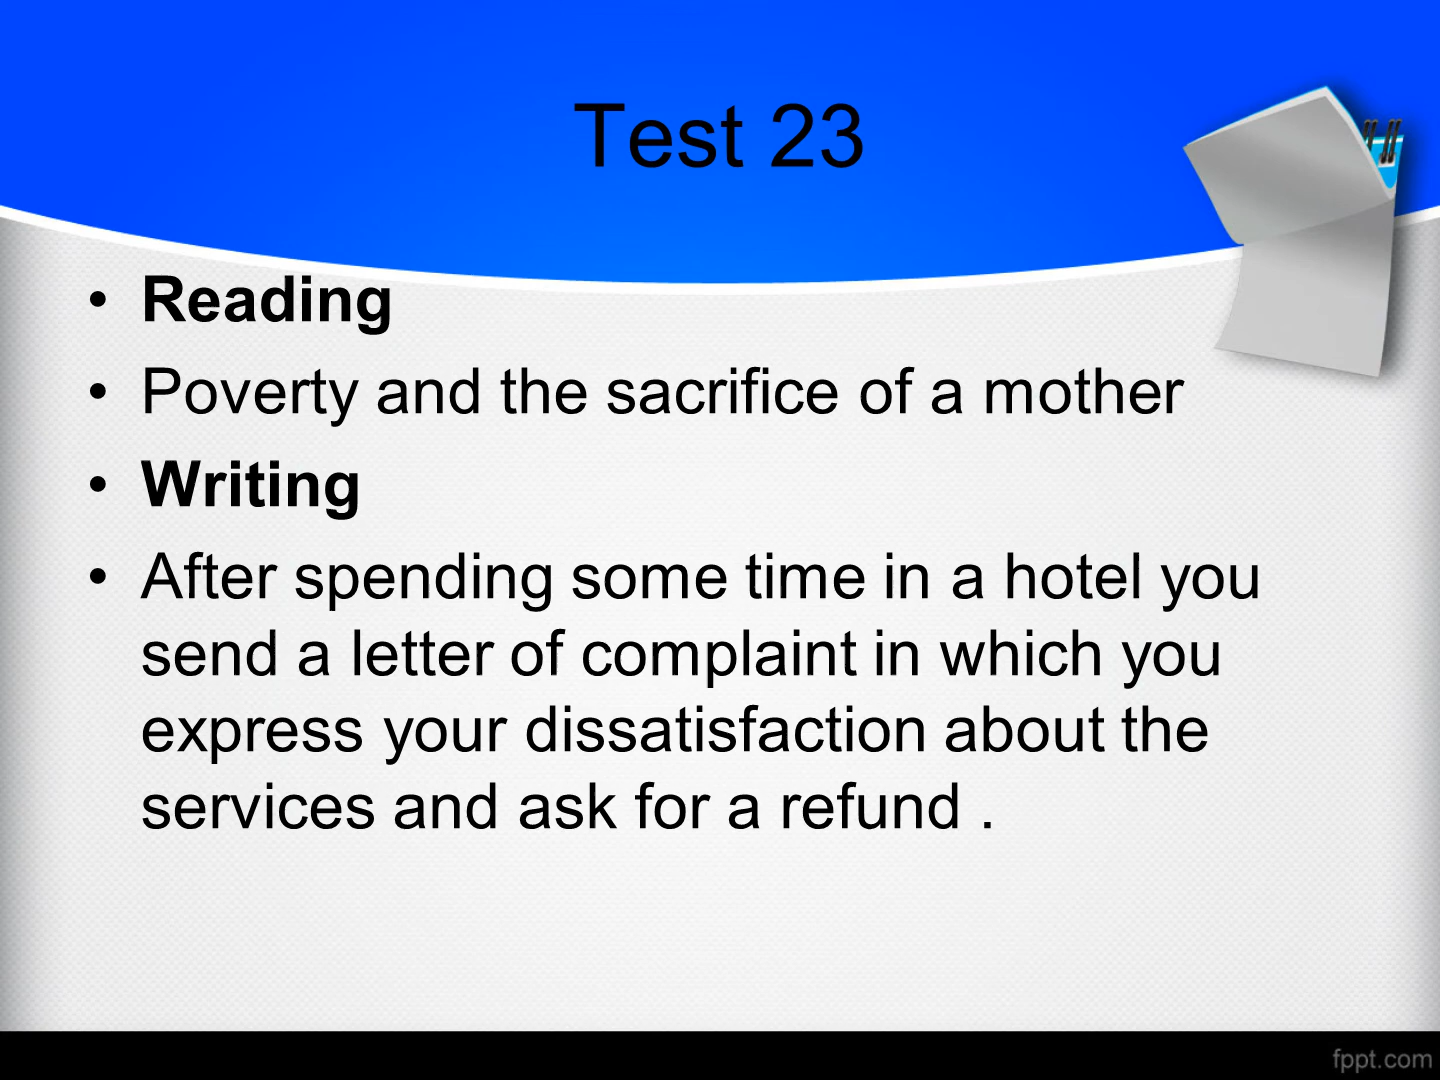 Test 23
• Reading
• Poverty and the sacrifice of a mother
• Writing
• After spending some time in a hotel you
send a letter of complaint in which you
express your dissatisfaction about the
services and ask for a refund .
fppt.com